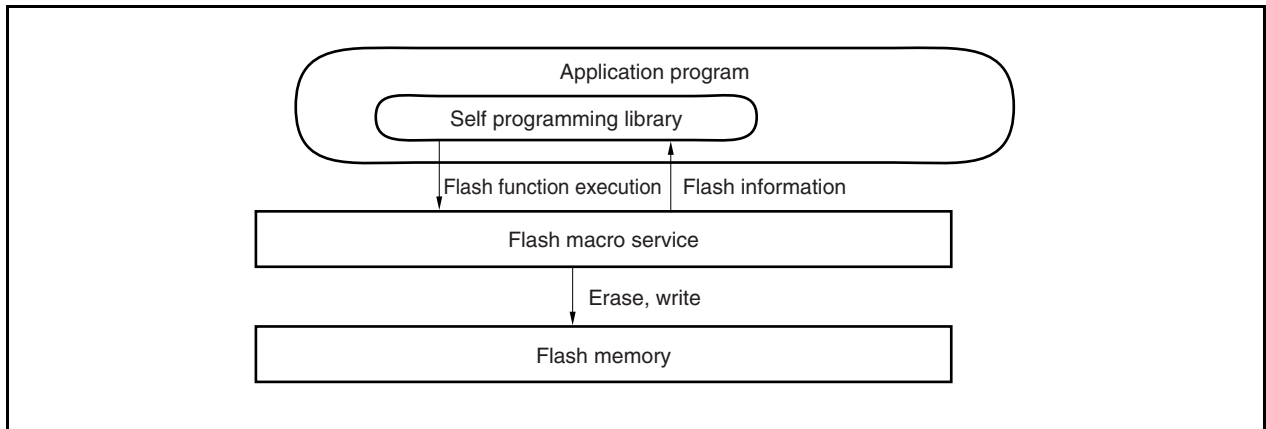 Application program
Self programming library
Flash function execution
Flash information
Flash macro service
Erase, write
Flash memory